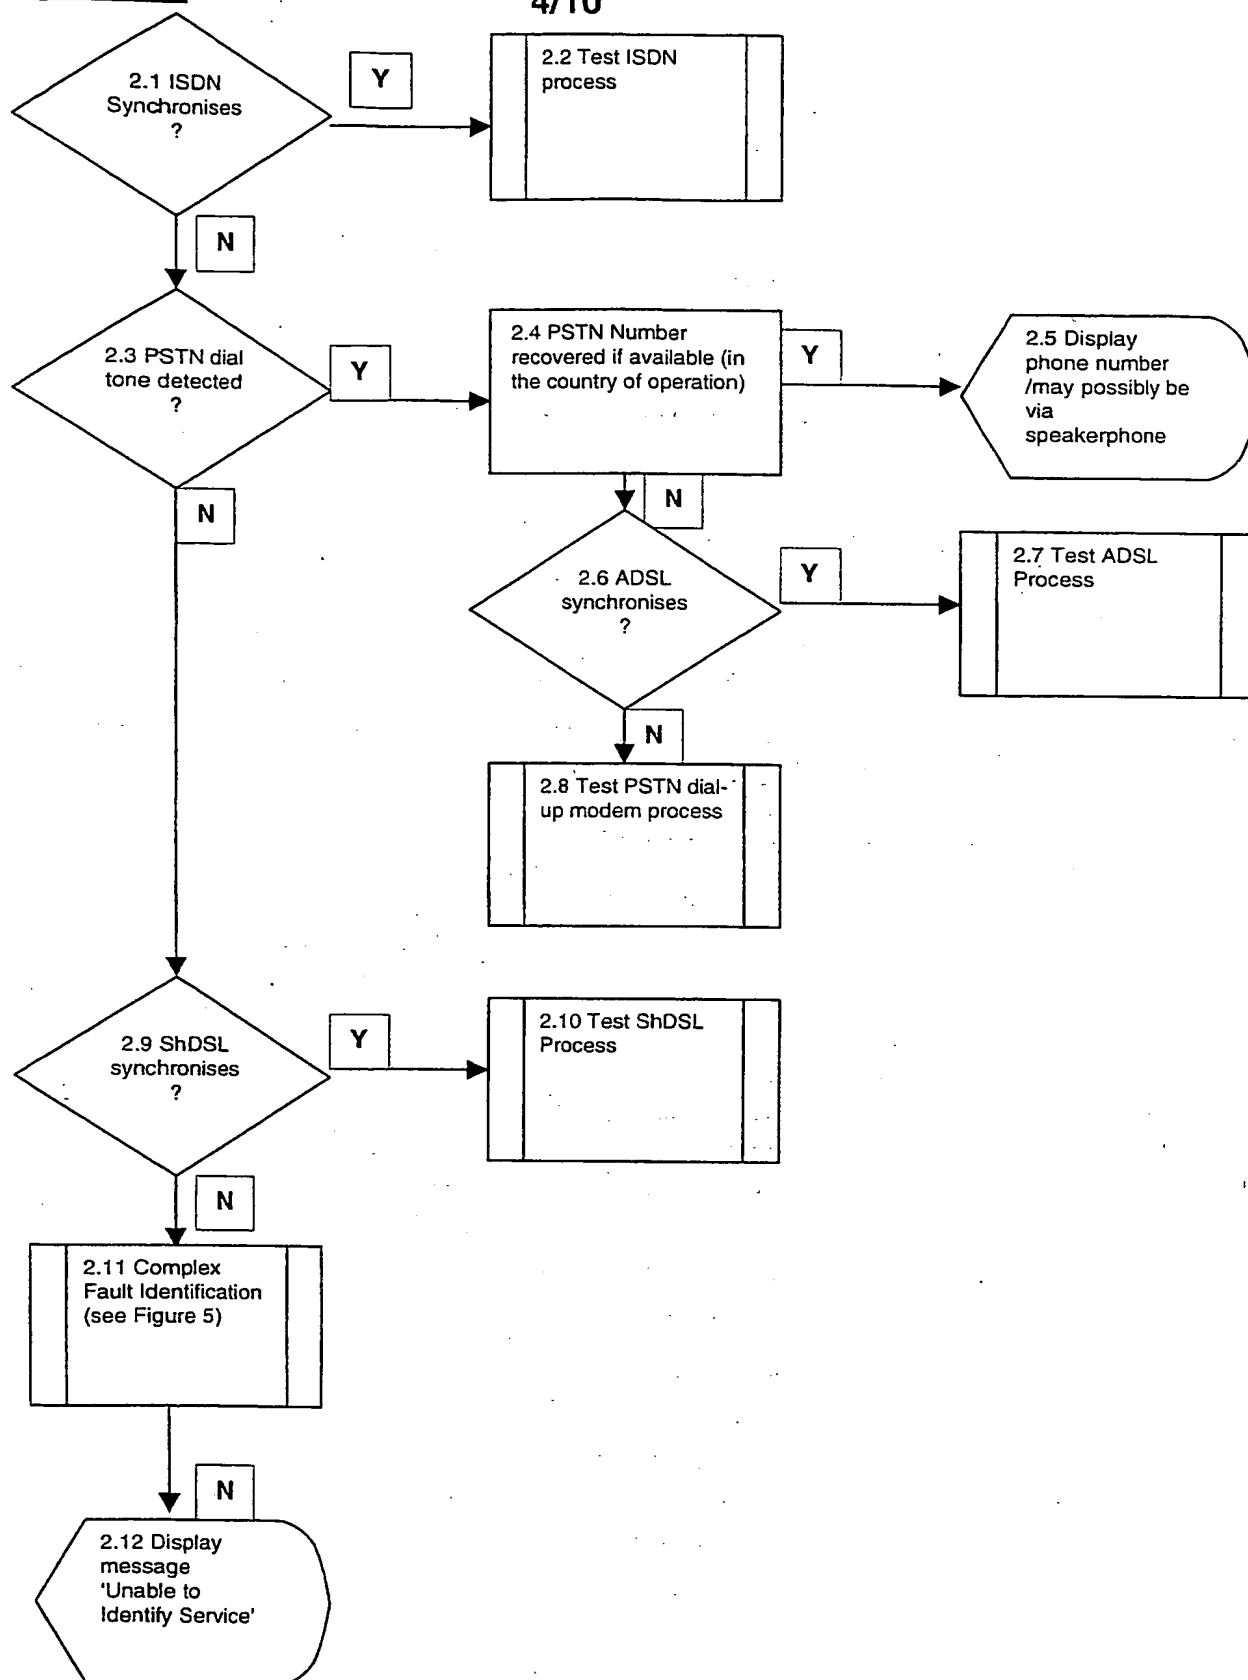 4/10
2.1 ISDN
Synchronises
?
Y
2.2 Test ISDN
process
N
2.3 PSTN dial
tone detected
?
Y
2.4 PSTN Number
recovered if available (in
the country of operation)
Y
2.5 Display
phone number
/may possibly be
via
speakerphone
N
N
2.6 ADSL
synchronises
?
Y
2.7 Test ADSL
Process
N
2.8 Test PSTN dial-
up modem process
2.9 ShDSL
synchronises
?
Y
2.10 Test ShDSL
Process
N
2.11 Complex
Fault Identification
(see Figure 5)
N
2.12 Display
message
'Unable to
Identify Service'